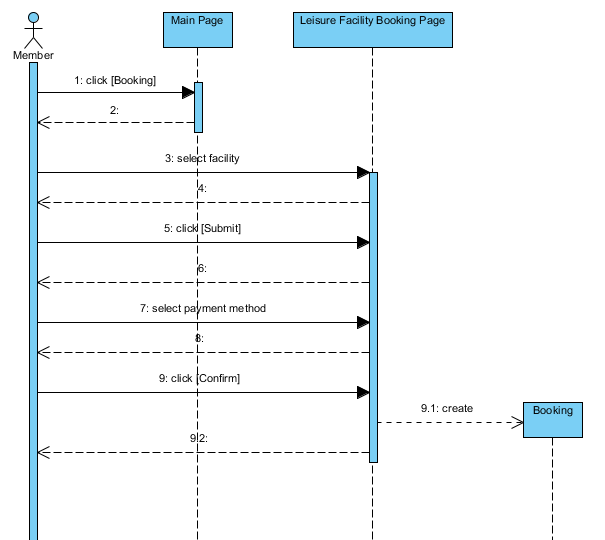 Main Page
Leisure Facility Booking Page
Member
1: click [Booking]
2:
3: select facility
4:
5: click [Submit]
6:
7: select payment method
8:
9: click [Confirm]
9.1: create
Booking
9.2: